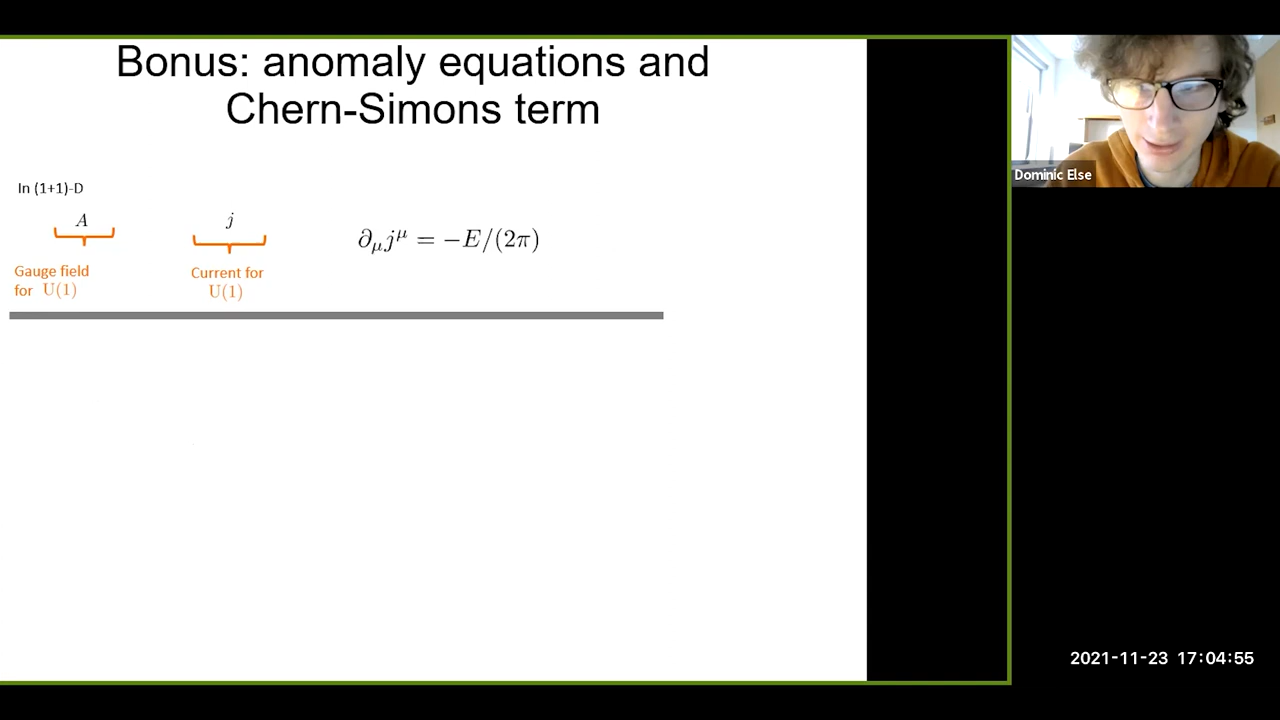 Bonus: anomaly equations and
Chern-Simons term
Dominic Else
In (1+1)-D
A
j
∂_μ j^μ = −E/(2π)
Gauge field
for U(1)
Current for
U(1)
2021-11-23 17:04:55